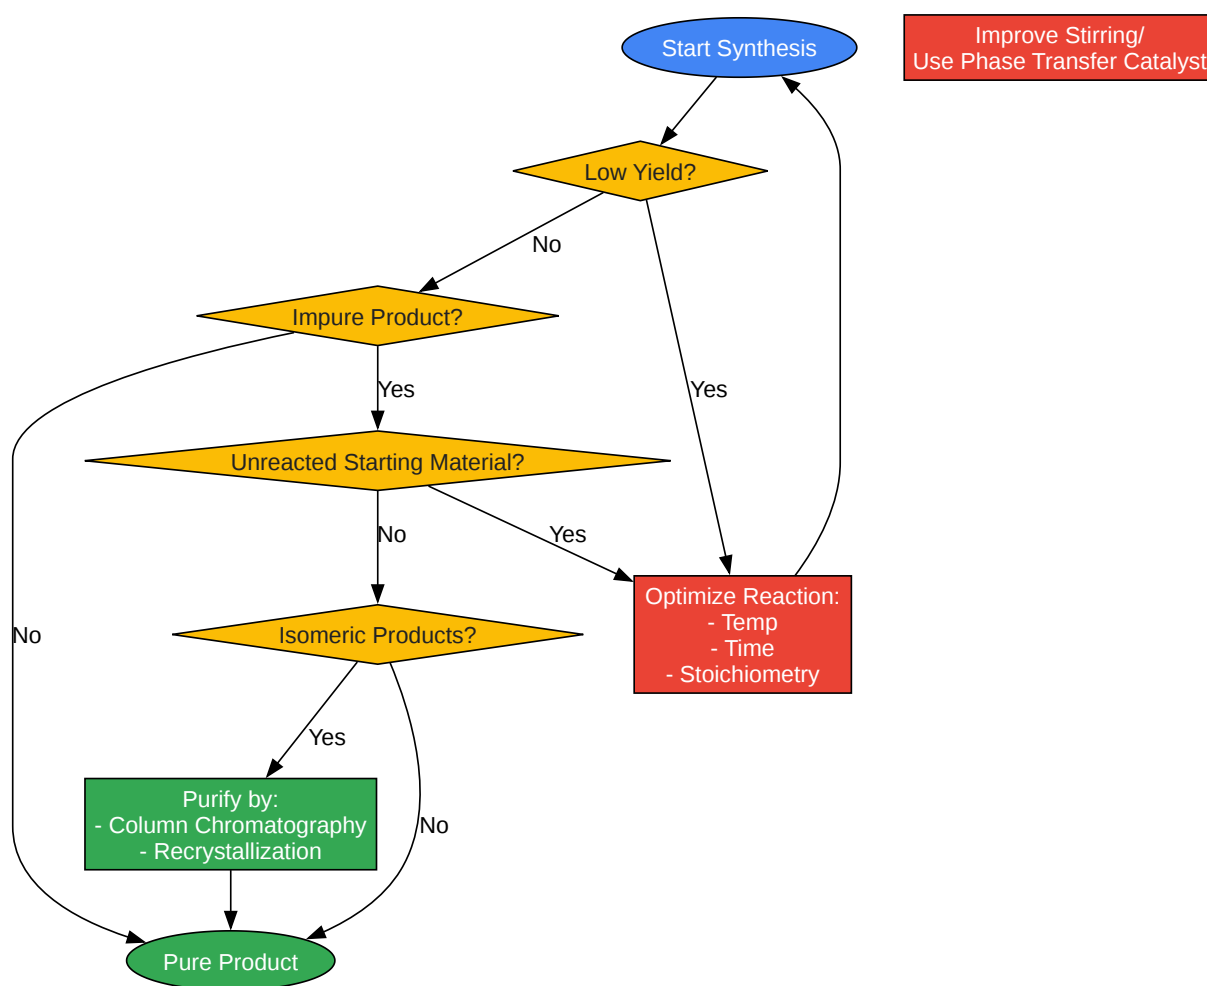 Start Synthesis
Improve Stirring/
Use Phase Transfer Catalyst
Low Yield?
No
Impure Product?
Yes
Yes
Unreacted Starting Material?
No
Yes
Optimize Reaction:
- Temp
- Time
- Stoichiometry
No
Isomeric Products?
Yes
Purify by:
- Column Chromatography
- Recrystallization
No
Pure Product